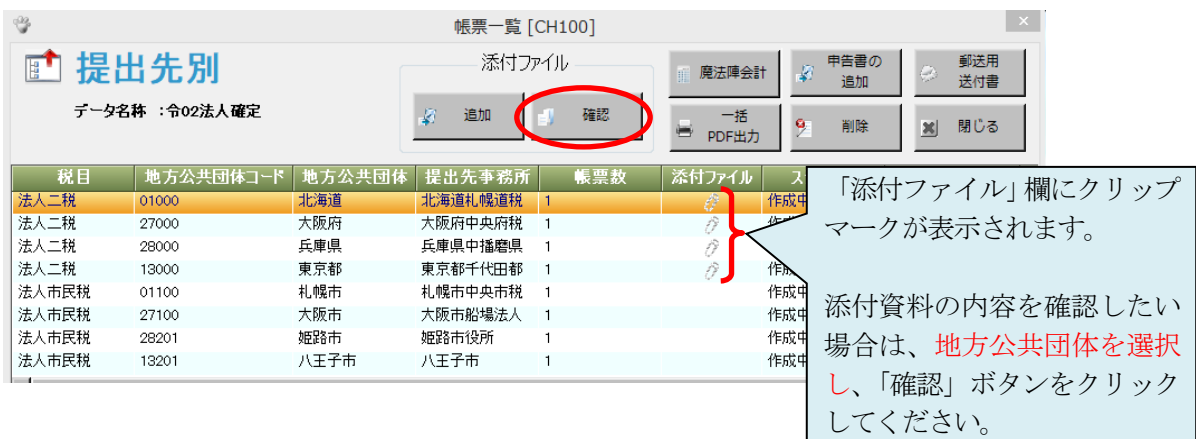 帳票一覧 [CH100]
提出先別
データ名称 :令02法人確定
添付ファイル
追加
確認
魔法陣会計
申告書の
追加
郵送用
送付書
一括
PDF出力
削除
閉じる
税目 地方公共団体コード 地方公共団体 提出先事務所 帳票数 添付ファイル ス
法人二税 01000 北海道 北海道札幌道税 1 作成中
法人二税 27000 大阪府 大阪府中央府税 1
法人二税 28000 兵庫県 兵庫県中播磨県 1
法人二税 13000 東京都 東京都千代田都 1 作成
法人市民税 01100 札幌市 札幌市中央市税 1 作成中
法人市民税 27100 大阪市 大阪市船場法人 1 作成中
法人市民税 28201 姫路市 姫路市役所 1 作成中
法人市民税 13201 八王子市 八王子市 1 作成中
「添付ファイル」欄にクリップ
マークが表示されます。
添付資料の内容を確認したい
場合は、地方公共団体を選択
し、「確認」ボタンをクリック
してください。